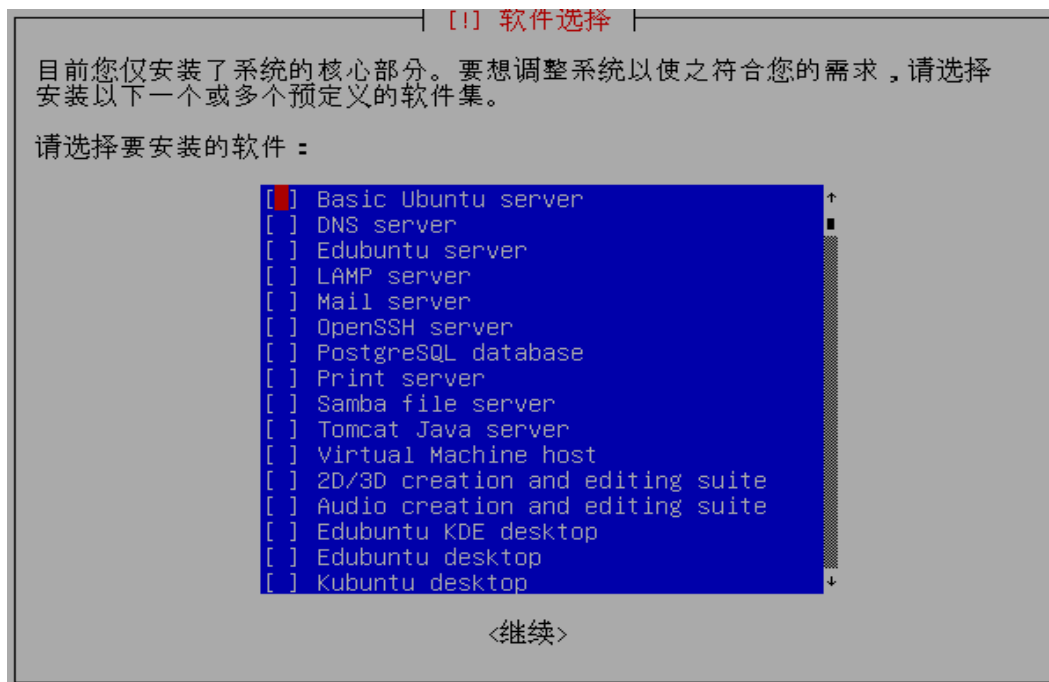 [!] 软件选择
目前您仅安装了系统的核心部分。要想调整系统以使之符合您的需求,请选择
安装以下一个或多个预定义的软件集。
请选择要安装的软件:
[ ] Basic Ubuntu server
[ ] DNS server
[ ] Edubuntu server
[ ] LAMP server
[ ] Mail server
[ ] OpenSSH server
[ ] PostgreSQL database
[ ] Print server
[ ] Samba file server
[ ] Tomcat Java server
[ ] Virtual Machine host
[ ] 2D/3D creation and editing suite
[ ] Audio creation and editing suite
[ ] Edubuntu KDE desktop
[ ] Edubuntu desktop
[ ] Kubuntu desktop
<继续>